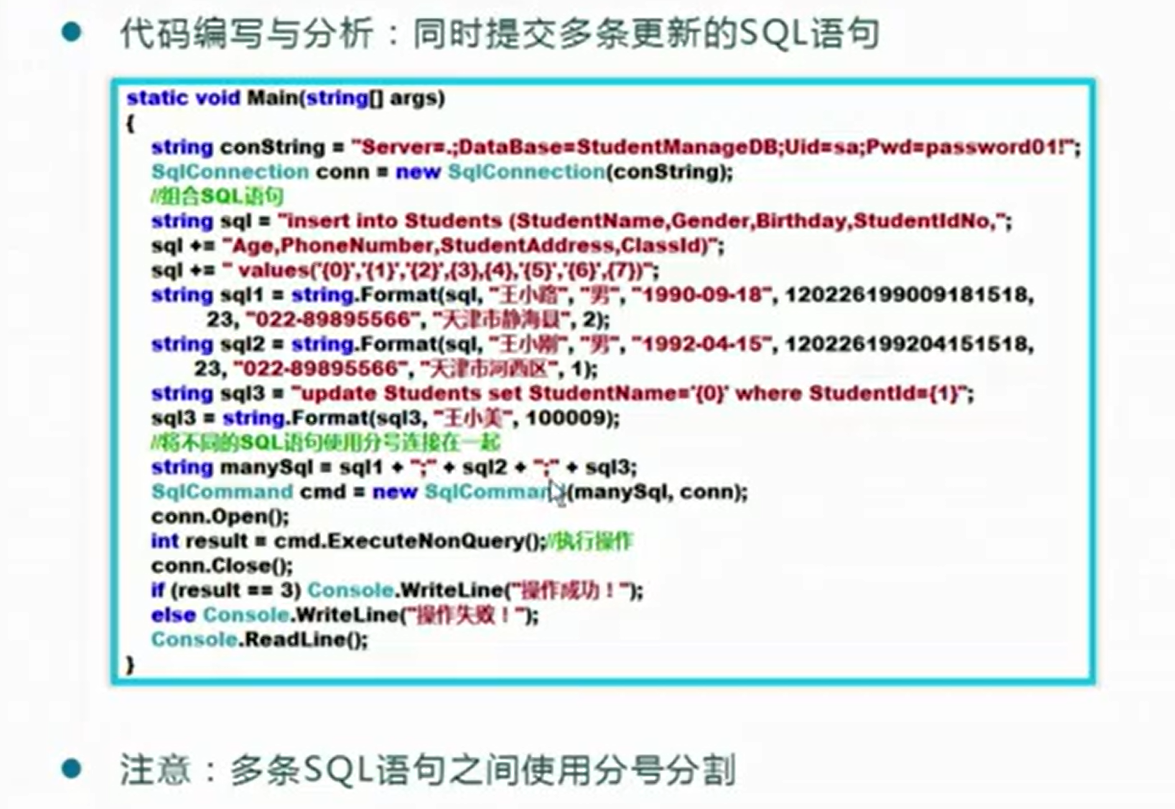 代码编写与分析：同时提交多条更新的SQL语句
static void Main(string[] args)
{
string conString = "Server=.;DataBase=StudentManageDB;Uid=sa;Pwd=password01!";
SqlConnection conn = new SqlConnection(conString);
//组合SQL语句
string sql = "insert into Students (StudentName,Gender,Birthday,StudentIdNo,";
sql += "Age,PhoneNumber,StudentAddress,ClassId)";
sql += " values('{0}','{1}','{2}',{3},{4},'{5}','{6}',{7})";
string sql1 = string.Format(sql, "王小路", "男", "1990-09-18", 120226199009181518,
23, "022-89895566", "天津市静海县", 2);
string sql2 = string.Format(sql, "王小刚", "男", "1992-04-15", 120226199204151518,
23, "022-89895566", "天津市河西区", 1);
string sql3 = "update Students set StudentName='{0}' where StudentId={1}";
sql3 = string.Format(sql3, "王小美", 100009);
//将不同的SQL语句使用分号连接在一起
string manySql = sql1 + ";" + sql2 + ";" + sql3;
SqlCommand cmd = new SqlCommand(manySql, conn);
conn.Open();
int result = cmd.ExecuteNonQuery();//执行操作
conn.Close();
if (result == 3) Console.WriteLine("操作成功！");
else Console.WriteLine("操作失败！");
Console.ReadLine();
}
注意：多条SQL语句之间使用分号分割